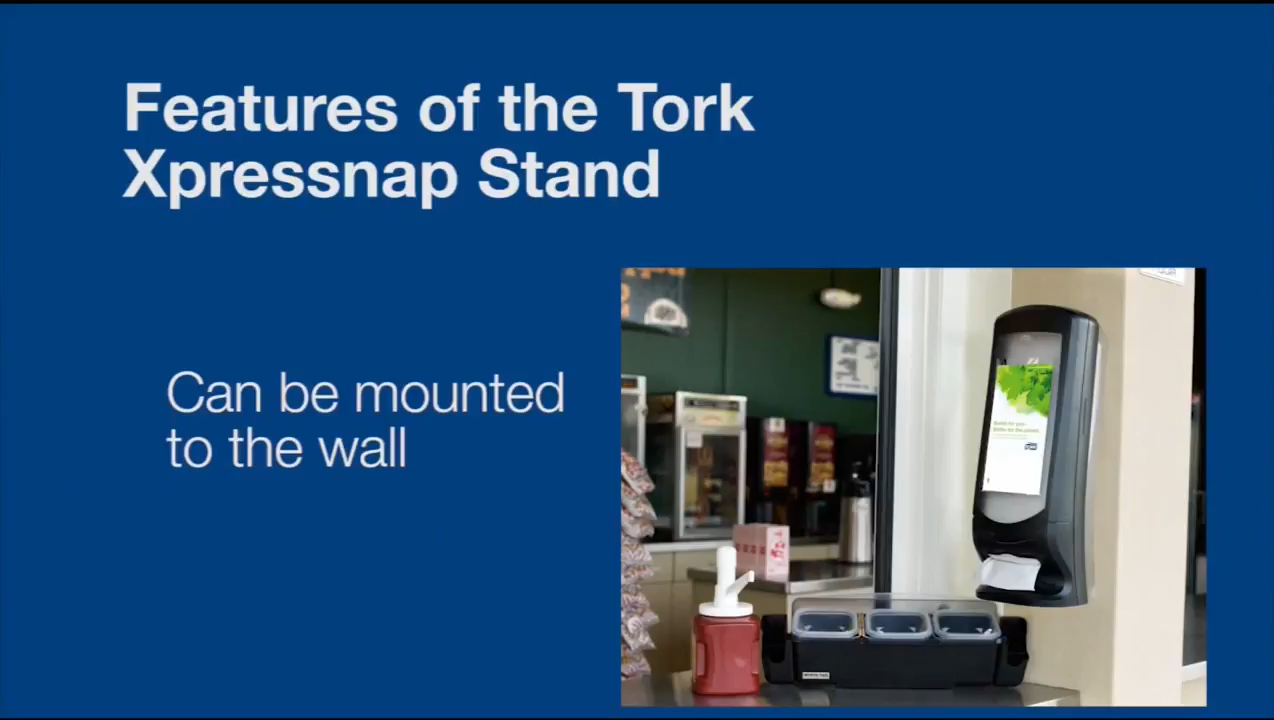 Features of the Tork
Xpressnap Stand
Can be mounted
to the wall